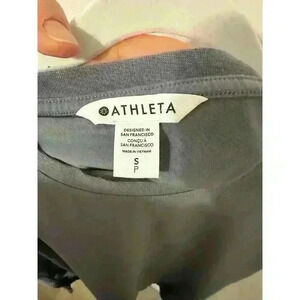 ATHLETA
DESIGNED IN
SAN FRANCISCO
CONÇU À
SAN FRANCISCO
MADE IN VIETNAM
S
P